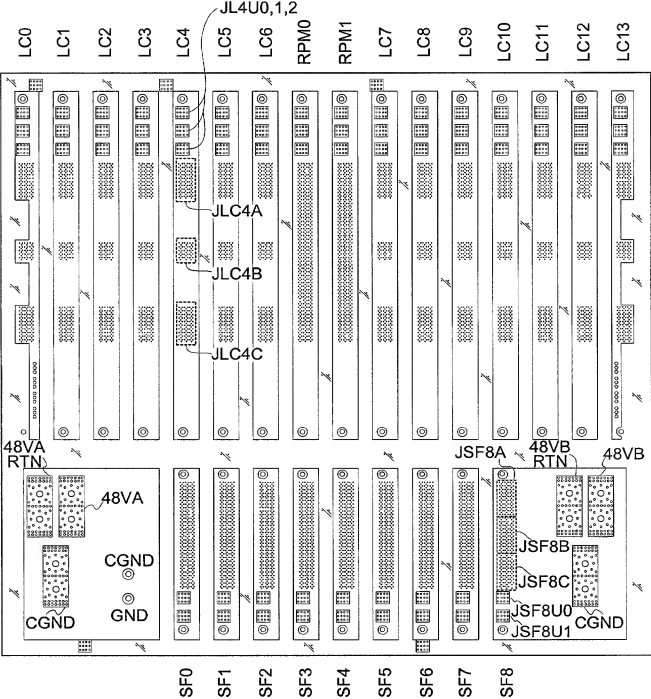 JL4U0,1,2
LC0
LC1
LC2
LC3
LC4
LC5
LC6
RPM0
RPM1
LC7
LC8
LC9
LC10
LC11
LC12
LC13
JLC4A
JLC4B
JLC4C
48VA
RTN
48VA
CGND
CGND
GND
JSF8A
48VB
RTN
48VB
JSF8B
JSF8C
JSF8U0
JSF8U1
CGND
SF0
SF1
SF2
SF3
SF4
SF5
SF6
SF7
SF8